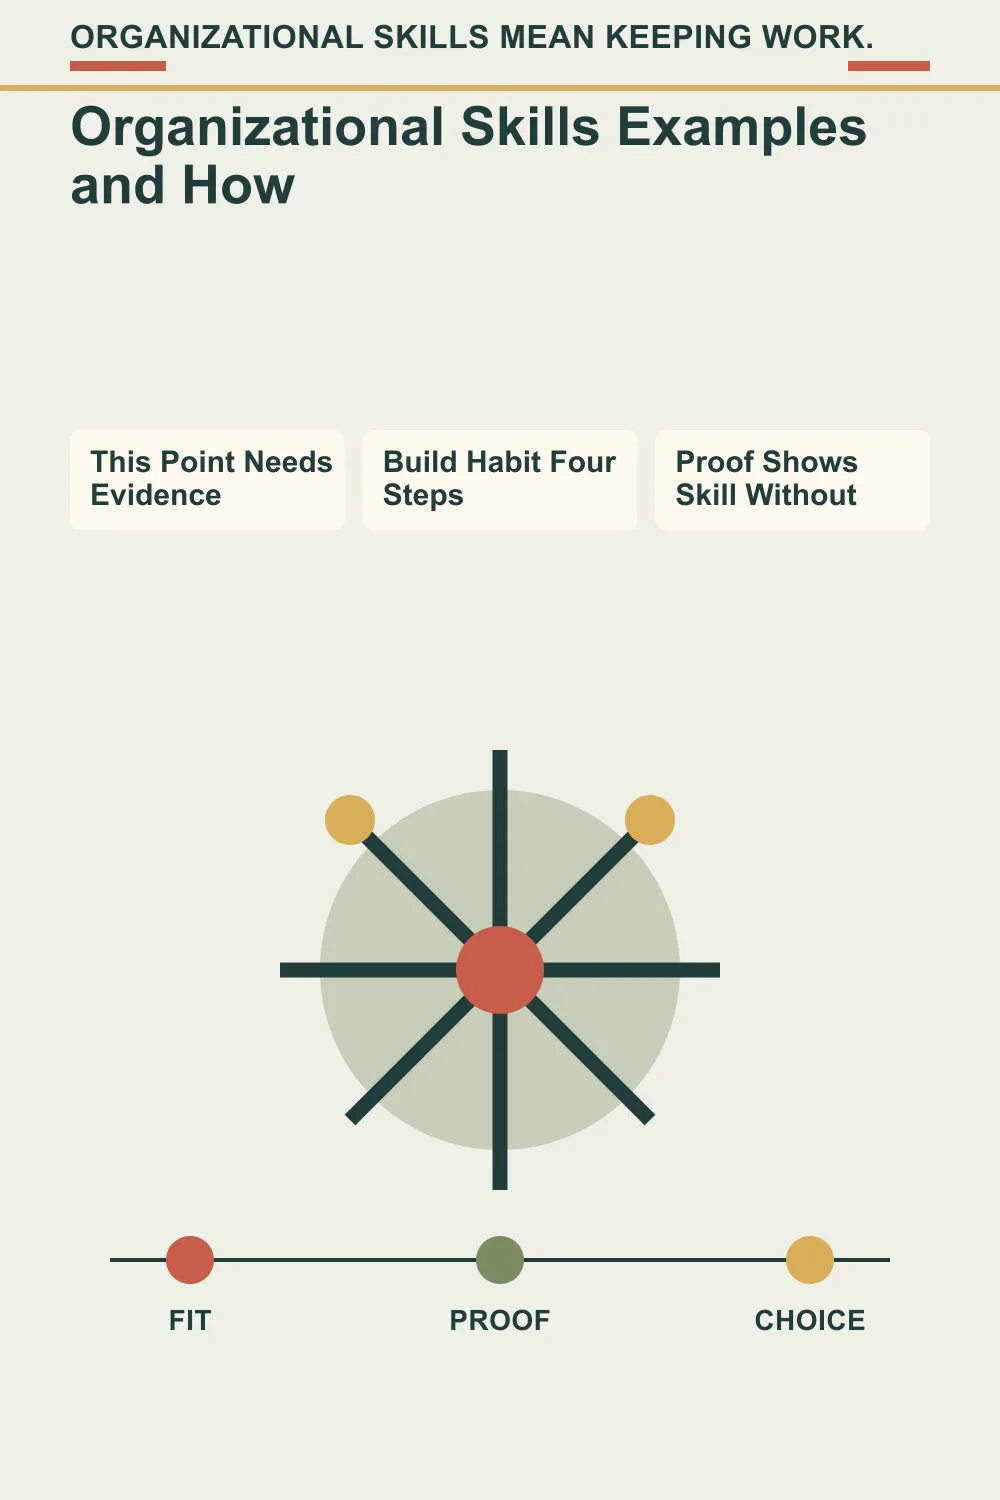 ORGANIZATIONAL SKILLS MEAN KEEPING WORK.
Organizational Skills Examples
and How
This Point Needs
Evidence
Build Habit Four
Steps
Proof Shows
Skill Without
FIT
PROOF
CHOICE